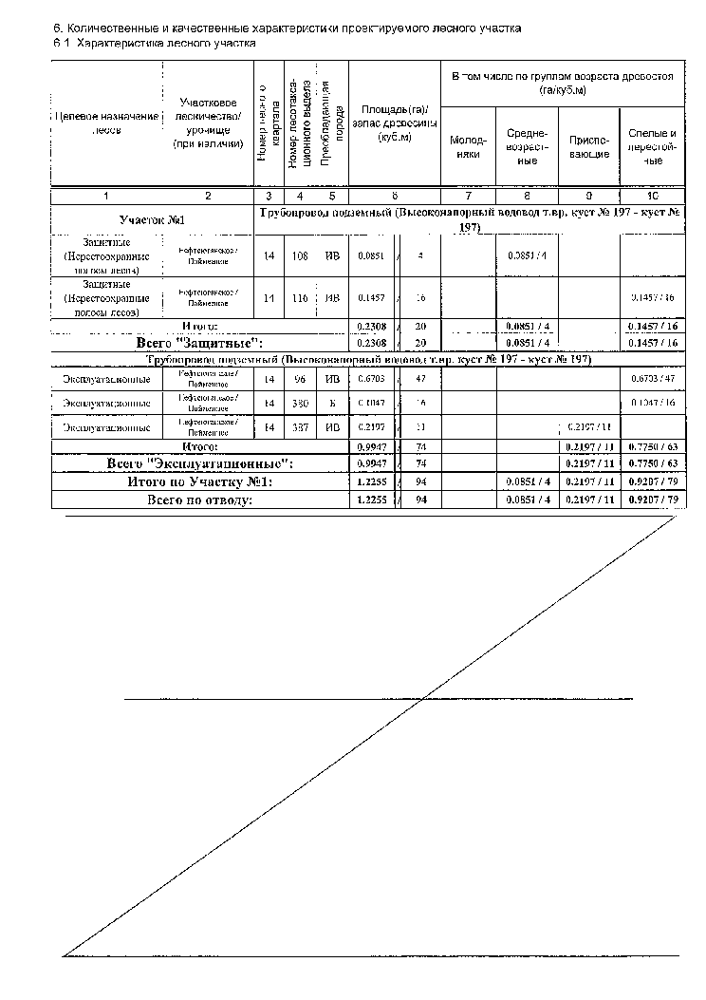 6. Количественные и качественные характеристики проектируемого лесного участка
6.1. Характеристика лесного участка
Целевое назначение лесов | Участковое лесничество/ урочище (при наличии) | Номер лесного квартала | Номер лесотакса-ционного выдела | Преобладающая порода | Площадь(га)/ запас древесины (куб.м) | В том числе по группам возраста древостоя (га/куб.м)
Молод-няки | Средне-возраст-ные | Приспе-вающие | Спелые и перестой-ные
1 | 2 | 3 | 4 | 5 | 6 | 7 | 8 | 9 | 10
Участок №1 | Трубопровод подземный (Высоконапорный водовод т.вр. куст № 197 - куст № 197)
Защитные (Нерестоохранные полосы лесов) | Нефтеюганское / Пойменное | 14 | 108 | ИВ | 0.0851 / 4 | 0.0851 / 4
Защитные (Нерестоохранные полосы лесов) | Нефтеюганское / Пойменное | 14 | 116 | ИВ | 0.1457 / 16 | 0.1457 / 16
Итого: | 0.2308 / 20 | 0.0851 / 4 | 0.1457 / 16
Всего "Защитные": | 0.2308 / 20 | 0.0851 / 4 | 0.1457 / 16
Трубопровод подземный (Высоконапорный водовод т.вр. куст № 197 - куст № 197)
Эксплуатационные | Нефтеюганское / Пойменное | 14 | 96 | ИВ | 0.6703 / 47 | 0.6703 / 47
Эксплуатационные | Нефтеюганское / Пойменное | 14 | 380 | Б | 0.1047 / 16 | 0.1047 / 16
Эксплуатационные | Нефтеюганское / Пойменное | 14 | 387 | ИВ | 0.2197 / 11 | 0.2197 / 11
Итого: | 0.9947 / 74 | 0.2197 / 11 | 0.7750 / 63
Всего "Эксплуатационные": | 0.9947 / 74 | 0.2197 / 11 | 0.7750 / 63
Итого по Участку №1: | 1.2255 / 94 | 0.0851 / 4 | 0.2197 / 11 | 0.9207 / 79
Всего по отводу: | 1.2255 / 94 | 0.0851 / 4 | 0.2197 / 11 | 0.9207 / 79